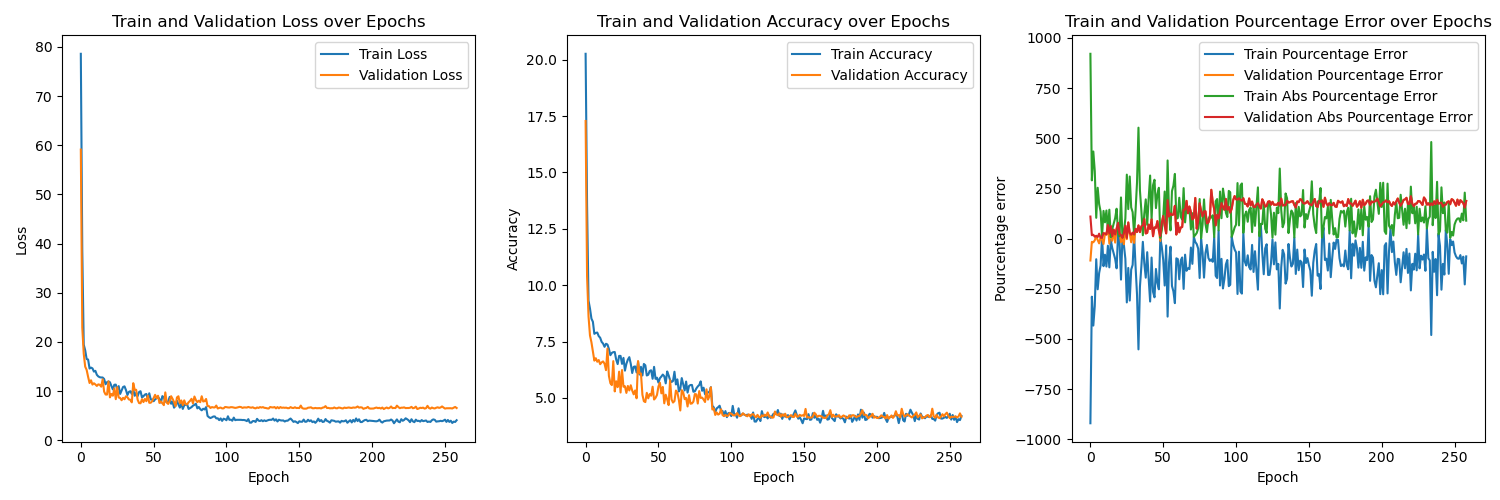 Train and Validation Loss over Epochs
Train Loss
Validation Loss
80
70
60
50
40
30
20
10
0
Loss
0 50 100 150 200 250
Epoch
Train and Validation Accuracy over Epochs
Train Accuracy
Validation Accuracy
20.0
17.5
15.0
12.5
10.0
7.5
5.0
Accuracy
0 50 100 150 200 250
Epoch
Train and Validation Pourcentage Error over Epochs
Train Pourcentage Error
Validation Pourcentage Error
Train Abs Pourcentage Error
Validation Abs Pourcentage Error
1000
750
500
250
0
−250
−500
−750
−1000
Pourcentage error
0 50 100 150 200 250
Epoch